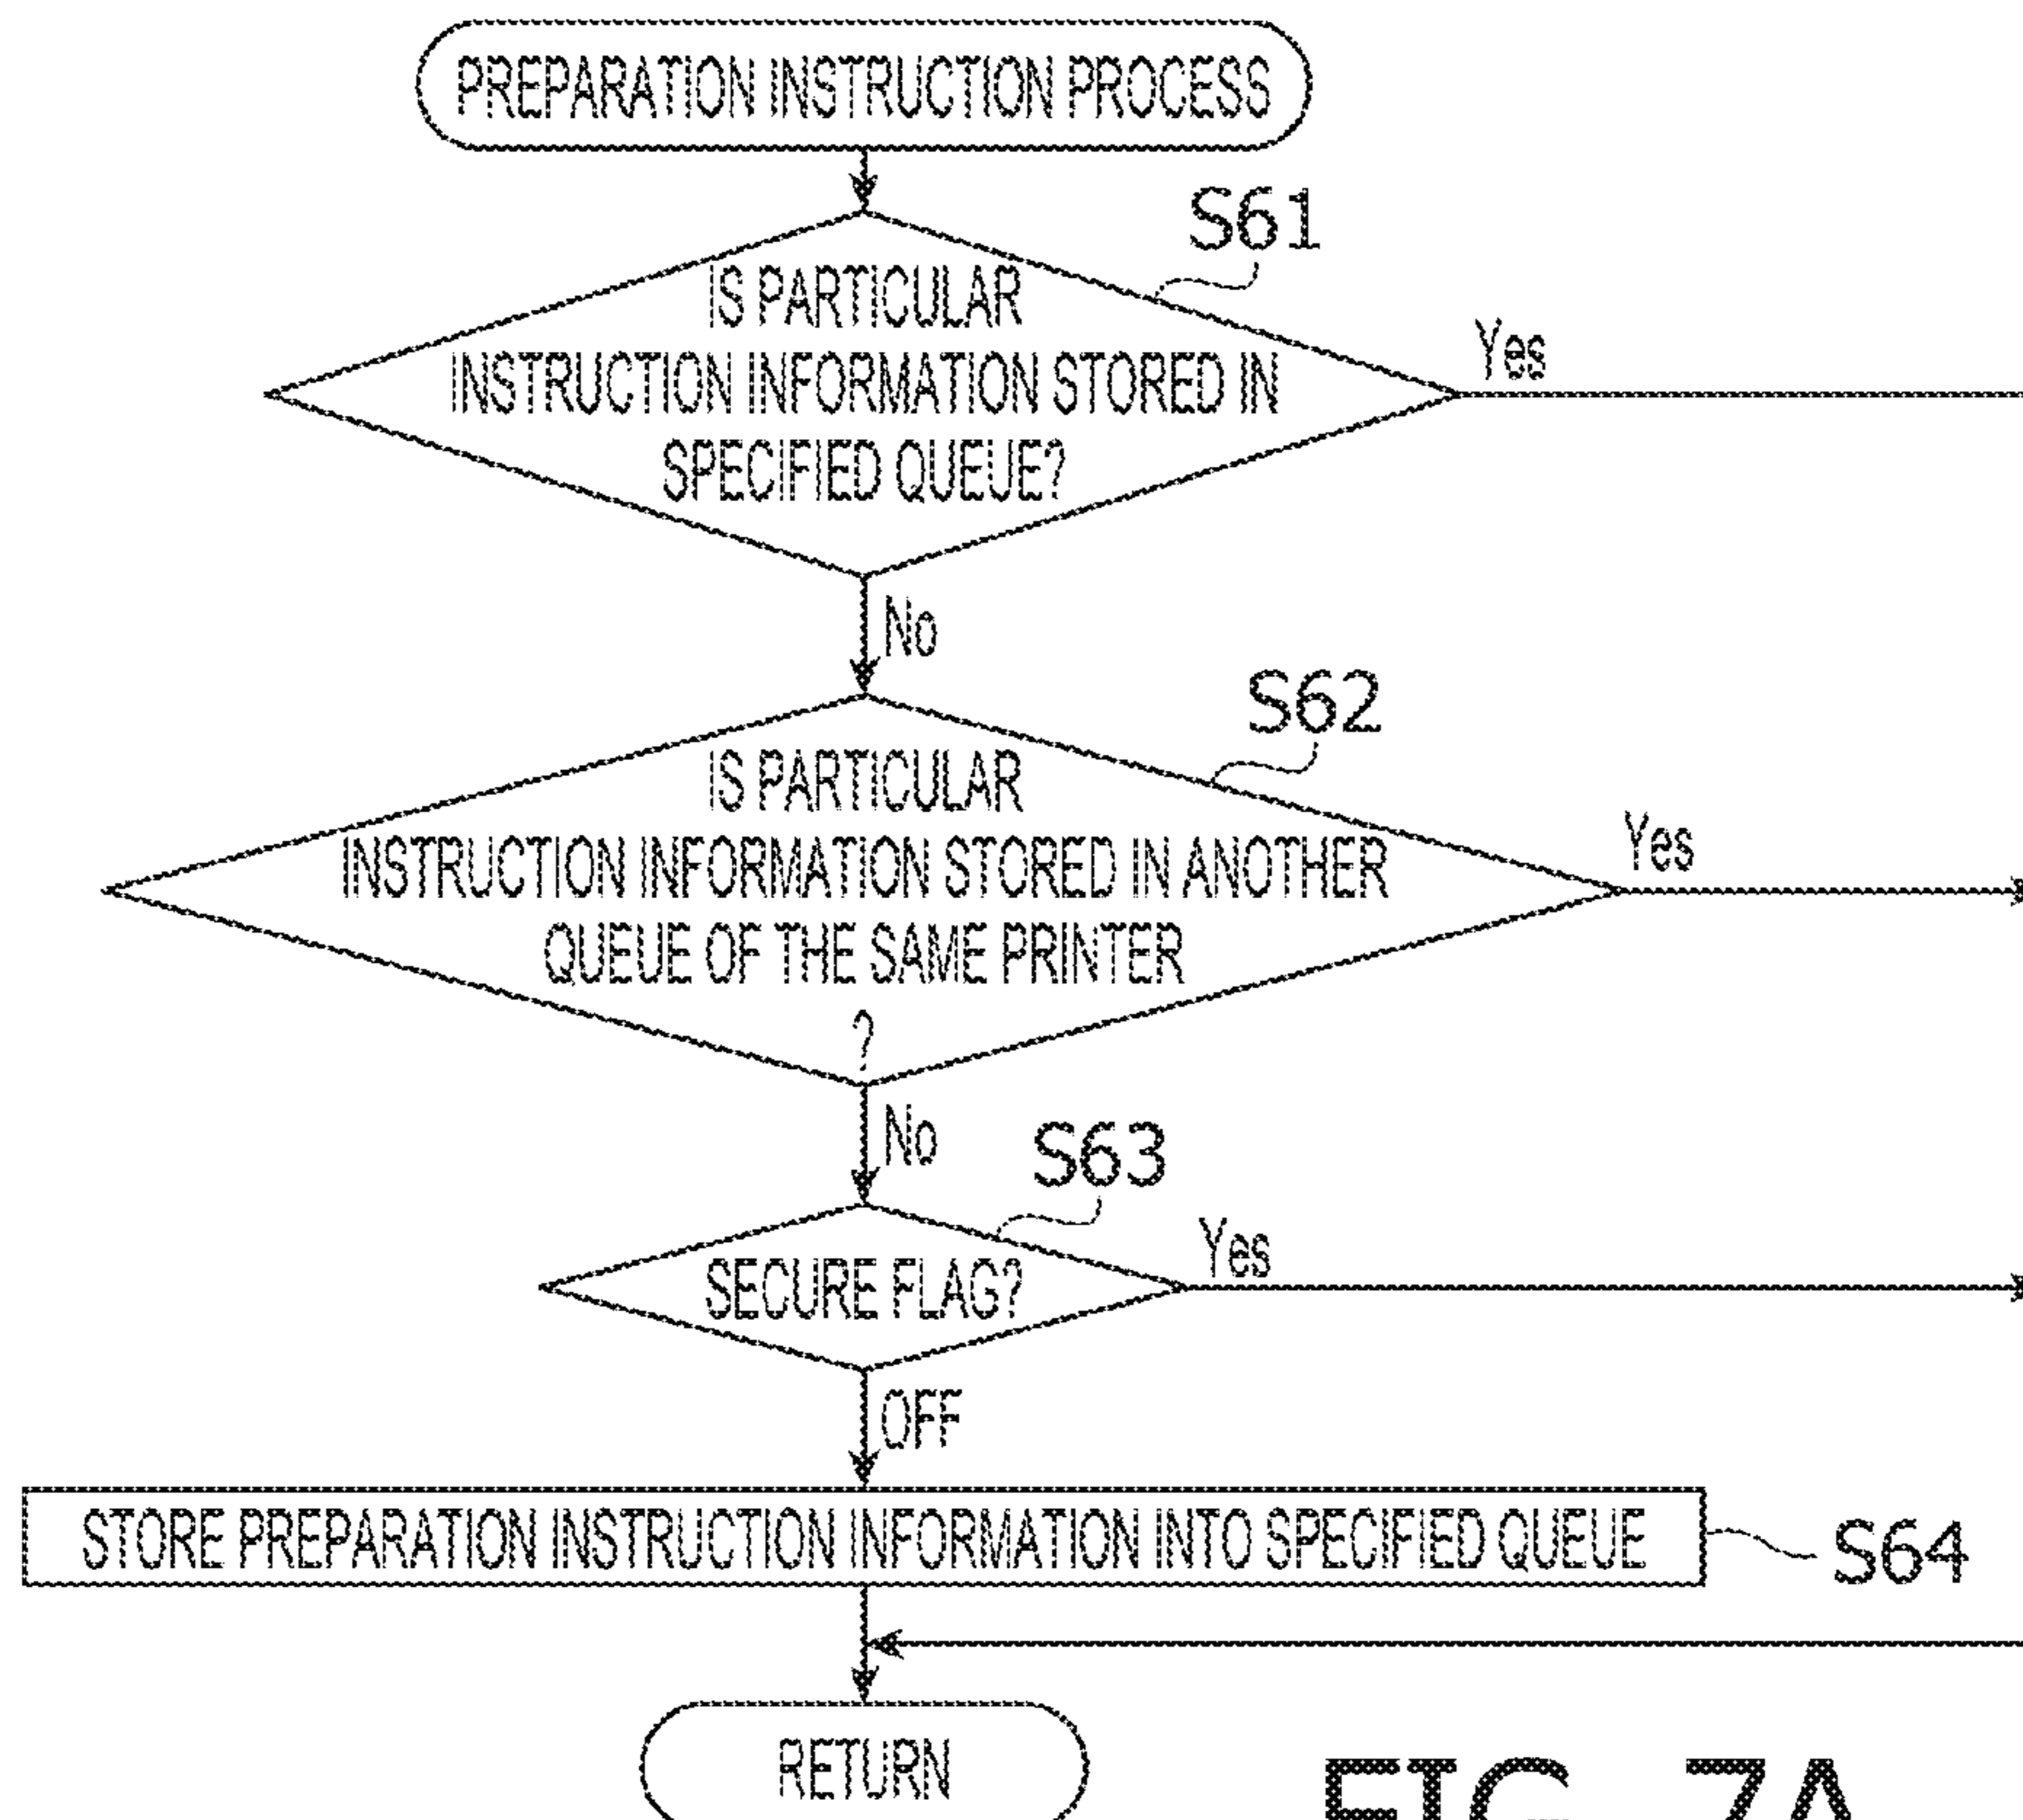 PREPARATION INSTRUCTION PROCESS
S61
IS PARTICULAR
INSTRUCTION INFORMATION STORED IN
SPECIFIED QUEUE?
Yes
No
S62
IS PARTICULAR
INSTRUCTION INFORMATION STORED IN ANOTHER
QUEUE OF THE SAME PRINTER
?
Yes
No
S63
SECURE FLAG?
Yes
OFF
STORE PREPARATION INSTRUCTION INFORMATION INTO SPECIFIED QUEUE
S64
RETURN
FIG. 7A